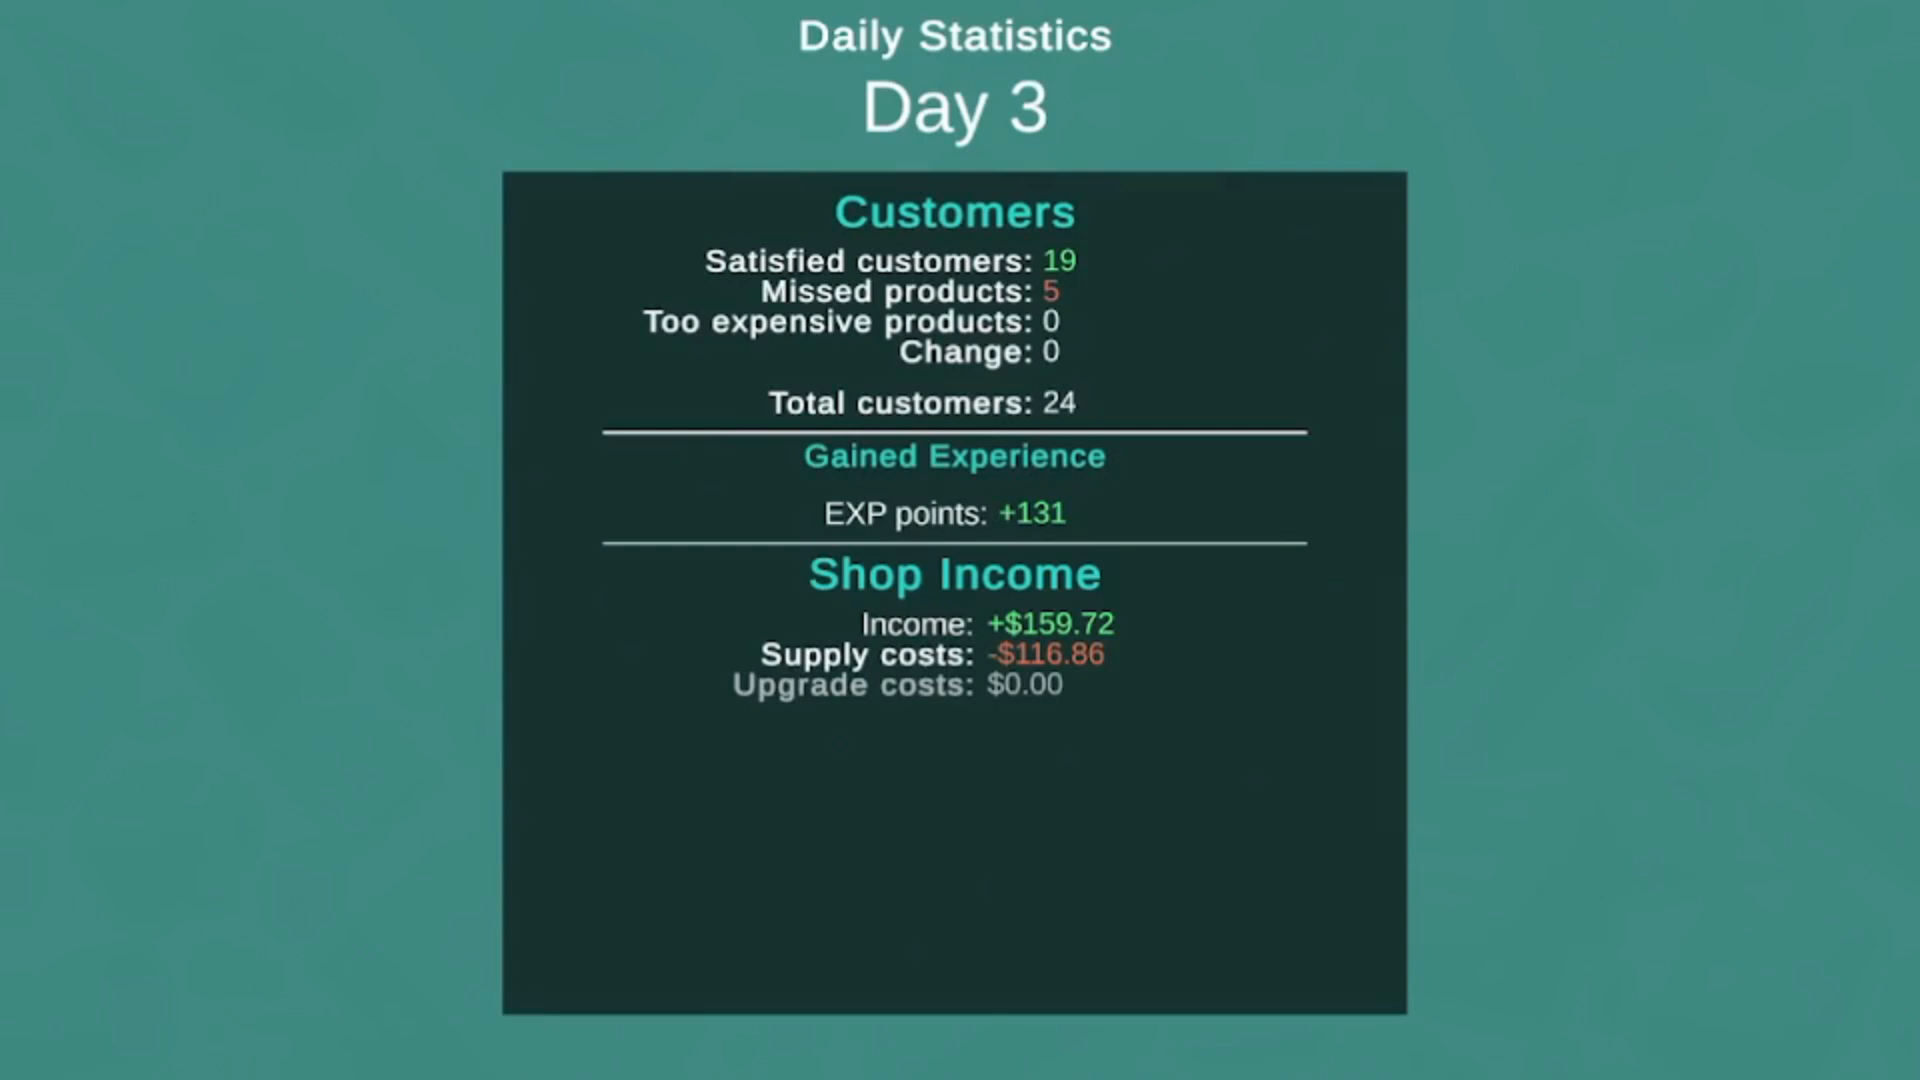 Daily Statistics
Day 3
Customers
Satisfied customers: 19
Missed products: 5
Too expensive products: 0
Change: 0
Total customers: 24
Gained Experience
EXP points: +131
Shop Income
Income: +$159.72
Supply costs: -$116.86
Upgrade costs: $0.00